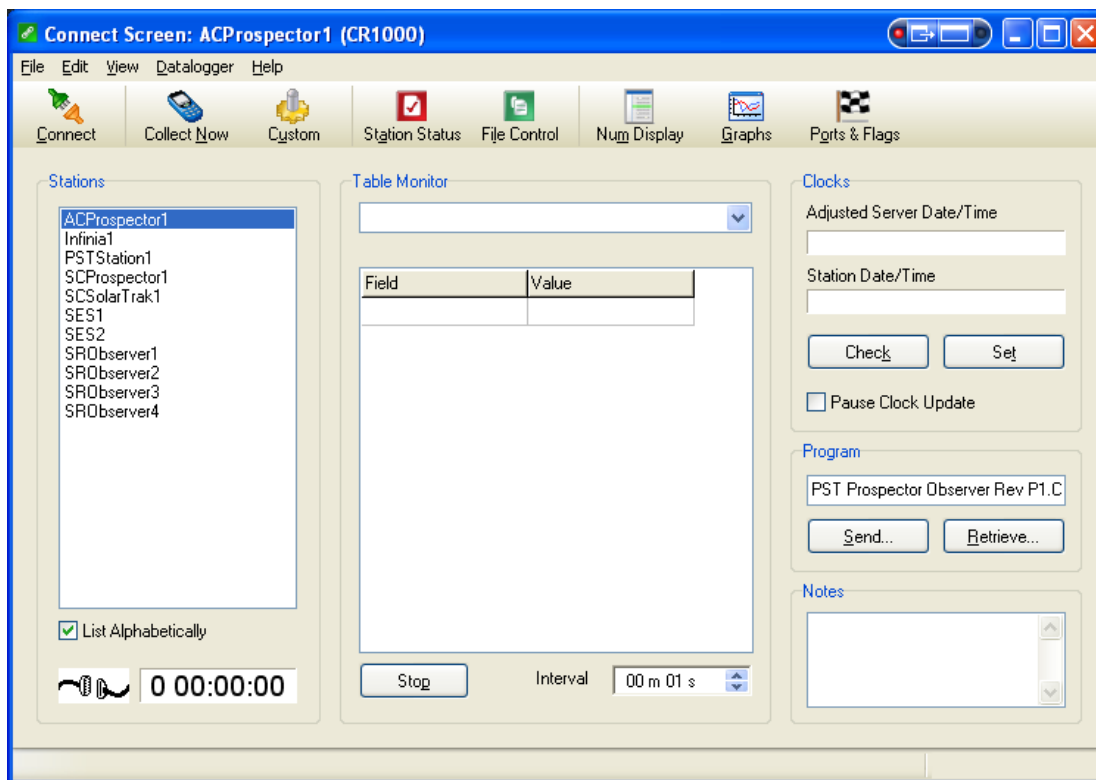 Connect Screen: ACProspector1 (CR1000)
File Edit View Datalogger Help
Connect Collect Now Custom Station Status File Control Num Display Graphs Ports & Flags
Stations
ACProspector1
Infinia1
PSTStation1
SCProspector1
SCSolarTrak1
SES1
SES2
SRObserver1
SRObserver2
SRObserver3
SRObserver4
List Alphabetically
0 00:00:00
Table Monitor
Field Value
Stop Interval 00 m 01 s
Clocks
Adjusted Server Date/Time
Station Date/Time
Check Set
Pause Clock Update
Program
PST Prospector Observer Rev P1.C
Send... Retrieve...
Notes